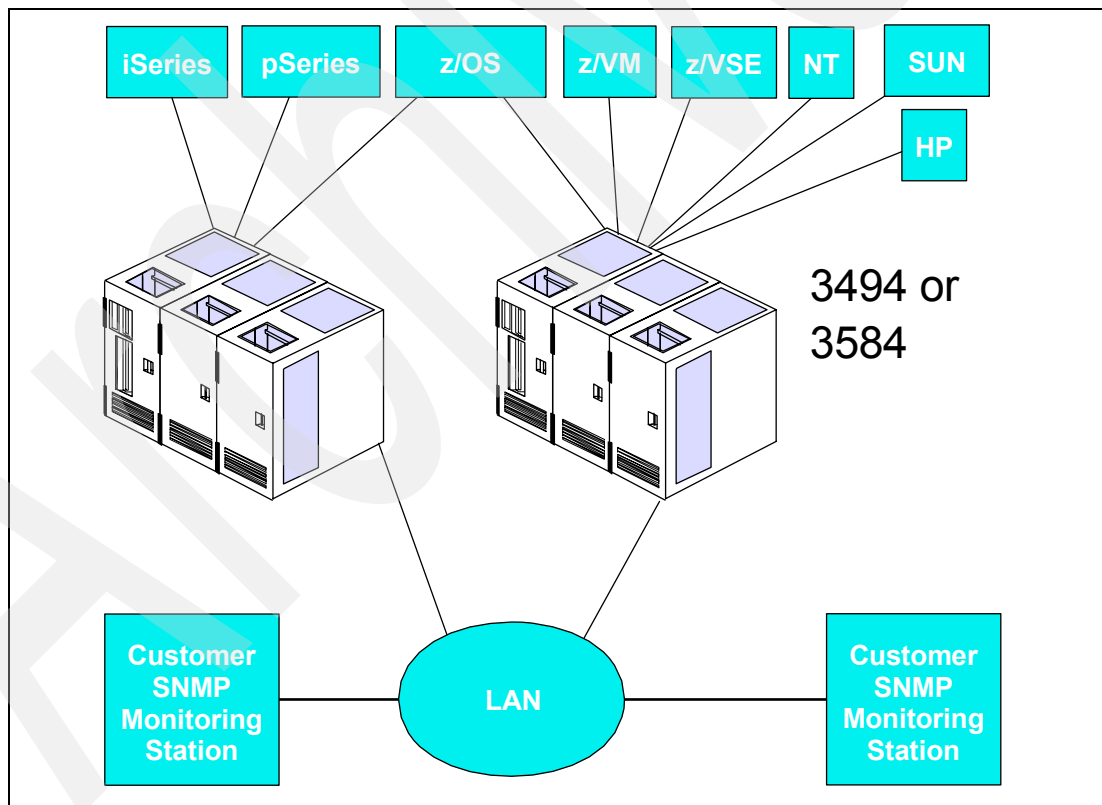 iSeries
pSeries
z/OS
z/VM
z/VSE
NT
SUN
HP
3494 or
3584
Customer
SNMP
Monitoring
Station
LAN
Customer
SNMP
Monitoring
Station